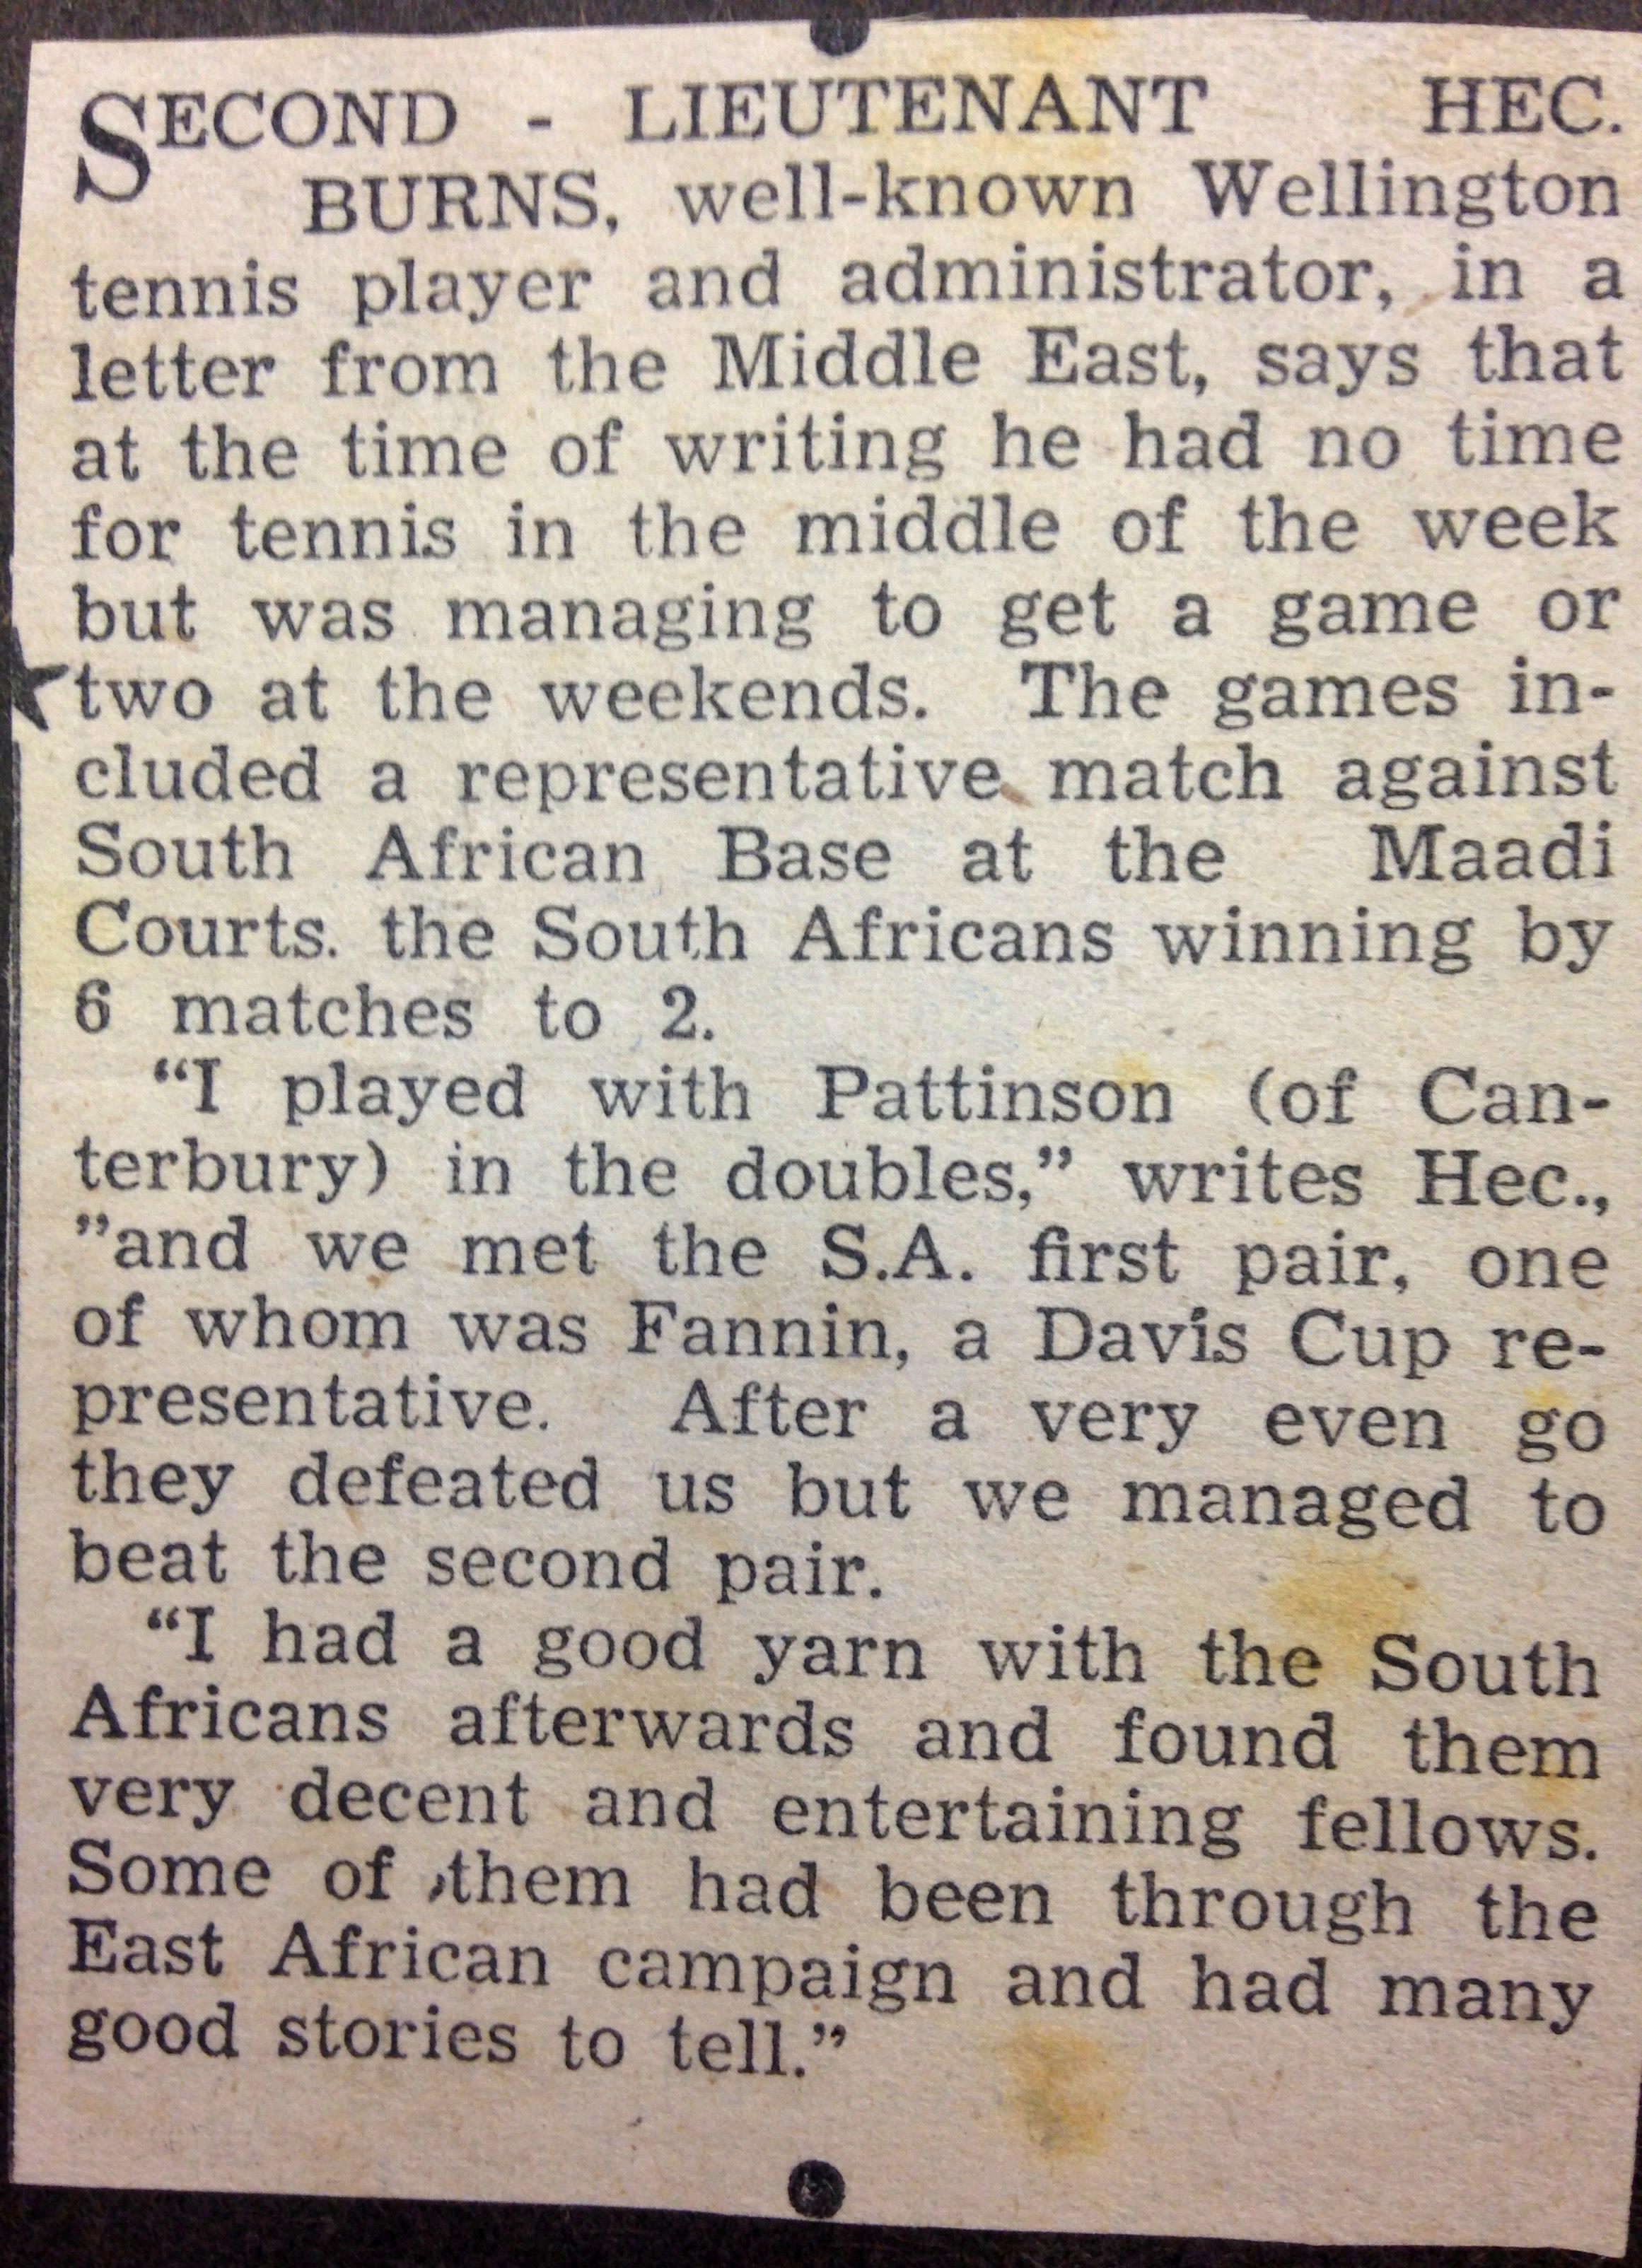 SECOND - LIEUTENANT HEC.
BURNS, well-known Wellington
tennis player and administrator, in a
letter from the Middle East, says that
at the time of writing he had no time
for tennis in the middle of the week
but was managing to get a game or
two at the weekends. The games in-
cluded a representative match against
South African Base at the Maadi
Courts. the South Africans winning by
6 matches to 2.
“I played with Pattinson (of Can-
terbury) in the doubles,” writes Hec.,
”and we met the S.A. first pair, one
of whom was Fannin, a Davis Cup re-
presentative. After a very even go
they defeated us but we managed to
beat the second pair.
“I had a good yarn with the South
Africans afterwards and found them
very decent and entertaining fellows.
Some of them had been through the
East African campaign and had many
good stories to tell.”